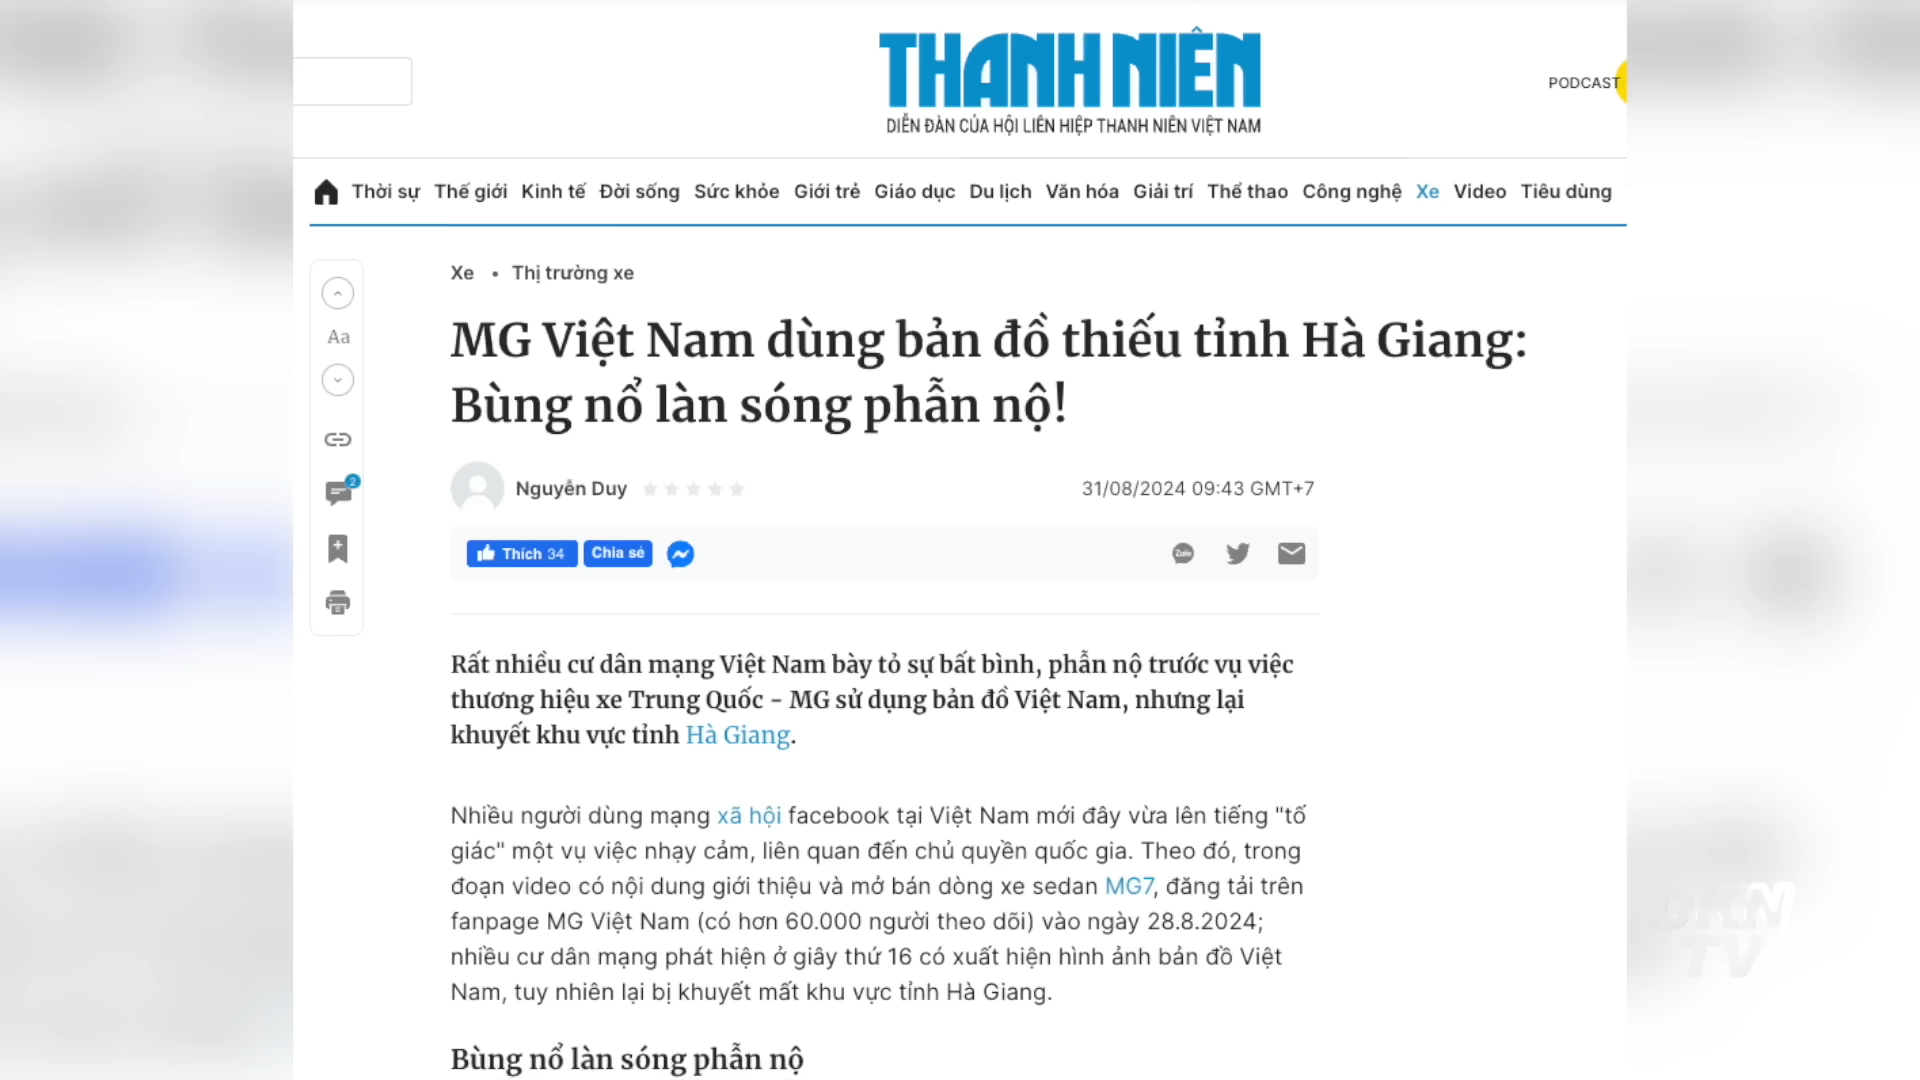 THANH NIÊN
DIỄN ĐÀN CỦA HỘI LIÊN HIỆP THANH NIÊN VIỆT NAM
PODCAST
Thời sự Thế giới Kinh tế Đời sống Sức khỏe Giới trẻ Giáo dục Du lịch Văn hóa Giải trí Thể thao Công nghệ Xe Video Tiêu dùng
Xe • Thị trường xe
Aa
MG Việt Nam dùng bản đồ thiếu tỉnh Hà Giang:
Bùng nổ làn sóng phẫn nộ!
2
Nguyễn Duy
31/08/2024 09:43 GMT+7
Thích 34 Chia sẻ
Zalo
Rất nhiều cư dân mạng Việt Nam bày tỏ sự bất bình, phẫn nộ trước vụ việc
thương hiệu xe Trung Quốc - MG sử dụng bản đồ Việt Nam, nhưng lại
khuyết khu vực tỉnh Hà Giang.
Nhiều người dùng mạng xã hội facebook tại Việt Nam mới đây vừa lên tiếng "tố
giác" một vụ việc nhạy cảm, liên quan đến chủ quyền quốc gia. Theo đó, trong
đoạn video có nội dung giới thiệu và mở bán dòng xe sedan MG7, đăng tải trên
fanpage MG Việt Nam (có hơn 60.000 người theo dõi) vào ngày 28.8.2024;
nhiều cư dân mạng phát hiện ở giây thứ 16 có xuất hiện hình ảnh bản đồ Việt
Nam, tuy nhiên lại bị khuyết mất khu vực tỉnh Hà Giang.
Bùng nổ làn sóng phẫn nộ
DKN
TV